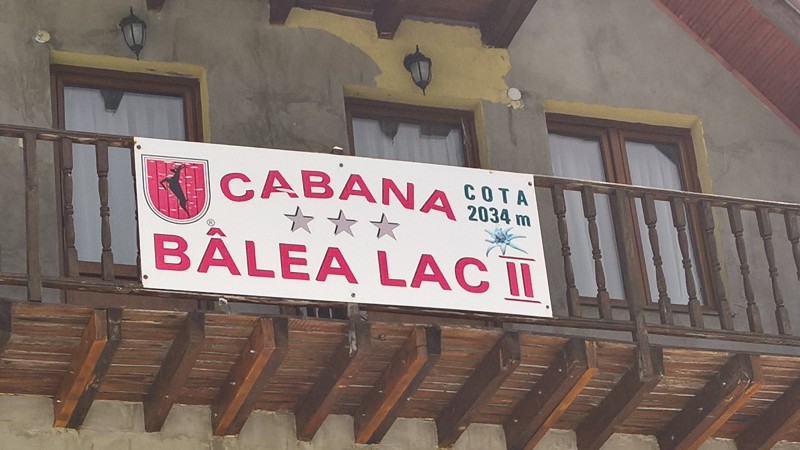 CABANA
COTA
2034 m
®
BÂLEA LAC II